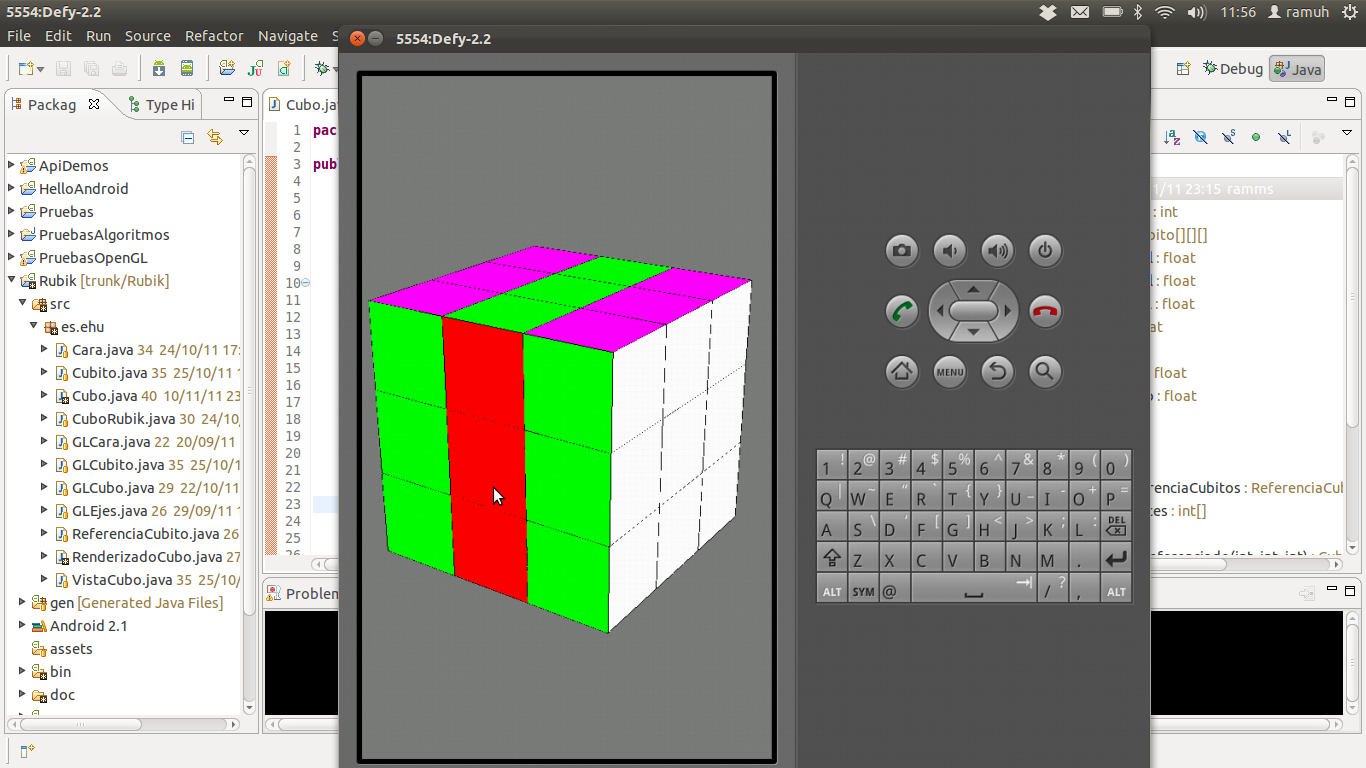 5554:Defy-2.2
11:56 ramuh
File Edit Run Source Refactor Navigate S
5554:Defy-2.2
Debug Java
Packag Type Hi
Cubo.ja
1 pac
2
3 pub
4
5
6
7
8
9
10
11
12
13
14
15
16
17
18
19
20
21
22
23
24
25
26
ApiDemos
HelloAndroid
Pruebas
PruebasAlgoritmos
PruebasOpenGL
Rubik [trunk/Rubik]
src
es.ehu
Cara.java 34 24/10/11 17:
Cubito.java 35 25/10/11
Cubo.java 40 10/11/11 23
CuboRubik.java 30 24/10/
GLCara.java 22 20/09/11
GLCubito.java 35 25/10/1
GLCubo.java 29 22/10/11
GLEjes.java 26 29/09/11 1
ReferenciaCubito.java 26
RenderizadoCubo.java 27
VistaCubo.java 35 25/10/
gen [Generated Java Files]
Android 2.1
assets
bin
doc
Problem
MENU
1 ! 2 @ 3 # 4 $ 5 % 6 ^ 7 & 8 * 9 ( 0 )
Q W ~ E “ R ` T { Y } U _ I - O + P =
A S \ D ' F [ G ] H < J > K ; L : DEL
Z X C V B N M .
ALT SYM @ / ? , ALT
1/11 23:15 ramms
: int
bito[][][]
l : float
l : float
l : float
at
: float
o : float
renciaCubitos : ReferenciaCul
tes : int[]